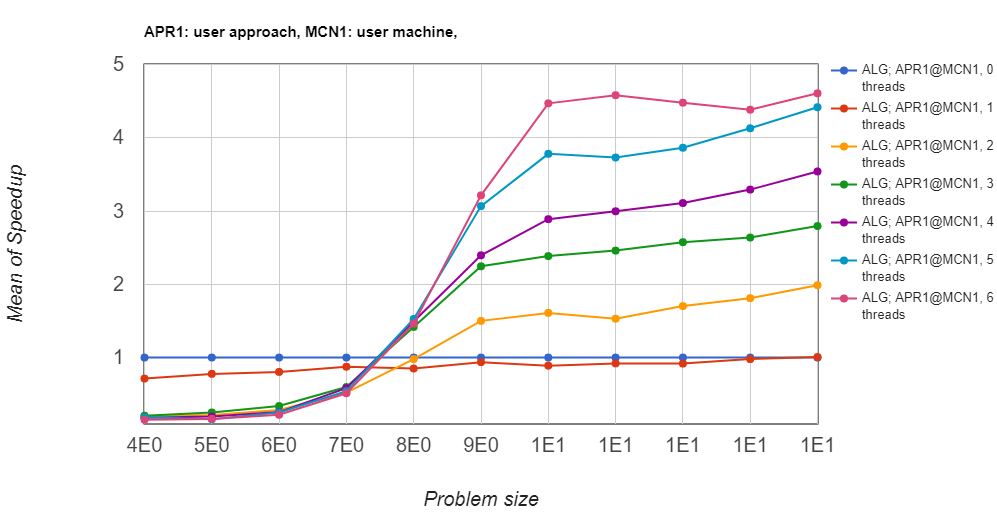 APR1: user approach, MCN1: user machine,
5
4
3
2
1
Mean of Speedup
4E0 5E0 6E0 7E0 8E0 9E0 1E1 1E1 1E1 1E1 1E1
Problem size
ALG; APR1@MCN1, 0
threads
ALG; APR1@MCN1, 1
threads
ALG; APR1@MCN1, 2
threads
ALG; APR1@MCN1, 3
threads
ALG; APR1@MCN1, 4
threads
ALG; APR1@MCN1, 5
threads
ALG; APR1@MCN1, 6
threads